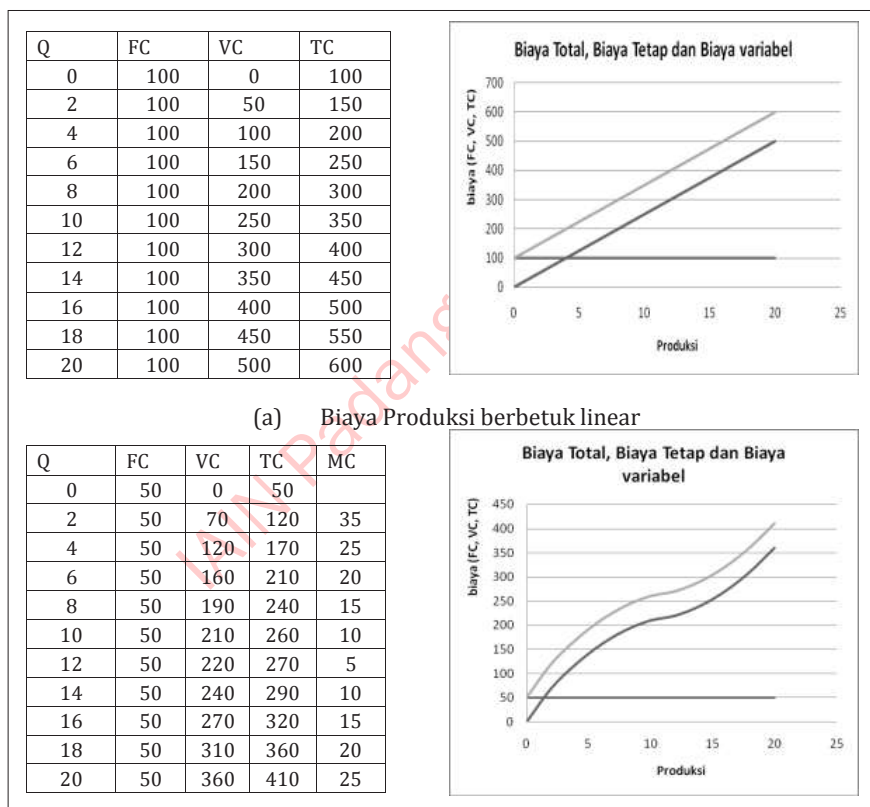 Q FC VC TC
0 100 0 100
2 100 50 150
4 100 100 200
6 100 150 250
8 100 200 300
10 100 250 350
12 100 300 400
14 100 350 450
16 100 400 500
18 100 450 550
20 100 500 600
Biaya Total, Biaya Tetap dan Biaya variabel
biaya (FC, VC, TC)
700
600
500
400
300
200
100
0
0 5 10 15 20 25
Produksi
(a) Biaya Produksi berbetuk linear
Q FC VC TC MC
0 50 0 50
2 50 70 120 35
4 50 120 170 25
6 50 160 210 20
8 50 190 240 15
10 50 210 260 10
12 50 220 270 5
14 50 240 290 10
16 50 270 320 15
18 50 310 360 20
20 50 360 410 25
Biaya Total, Biaya Tetap dan Biaya
variabel
biaya (FC, VC, TC)
450
400
350
300
250
200
150
100
50
0
0 5 10 15 20 25
Produksi
IAIN Padang